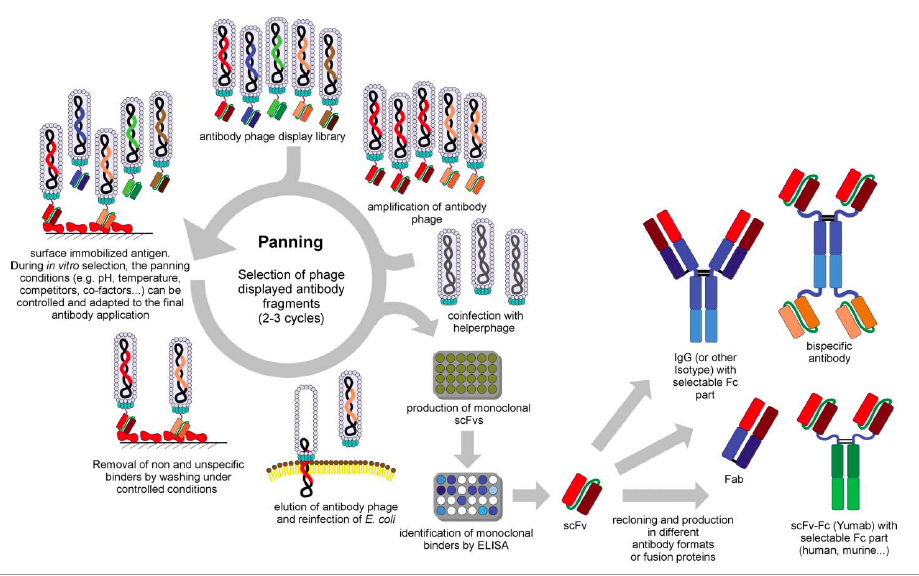 antibody phage display library
amplification of antibody
phage
surface immobilized antigen.
During in vitro selection, the panning
conditions (e.g. pH, temperature,
competitors, co-factors...) can be
controlled and adapted to the final
antibody application
Panning
Selection of phage
displayed antibody
fragments
(2-3 cycles)
coinfection with
helperphage
IgG (or other
Isotype) with
selectable Fc
part
bispecific
antibody
production of monoclonal
scFvs
Removal of non and unspecific
binders by washing under
controlled conditions
elution of antibody phage
and reinfection of E. coli
identification of monoclonal
binders by ELISA
scFv
recloning and production
in different
antibody formats
or fusion proteins
Fab
scFv-Fc (Yumab) with
selectable Fc part
(human, murine...)